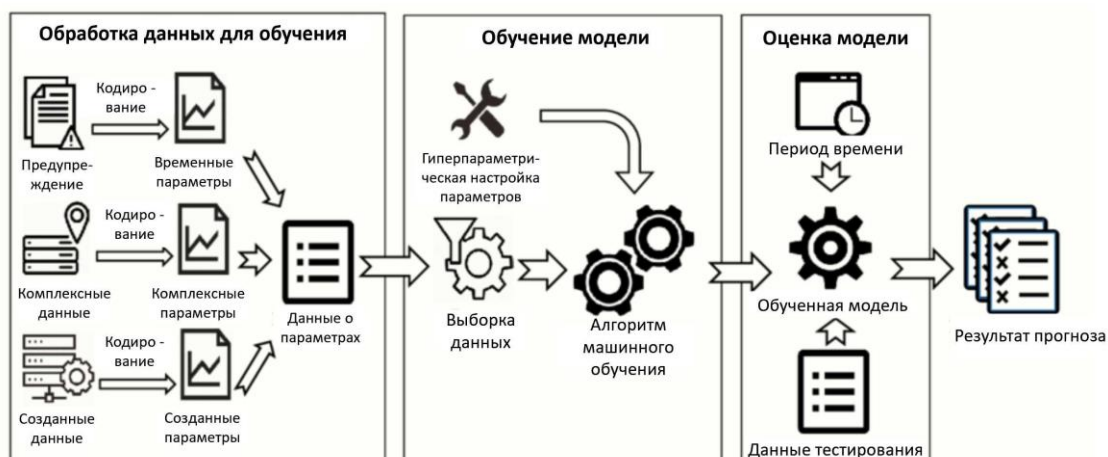 Обработка данных для обучения
Кодиро -
вание
Предупре-
ждение
Временные
параметры
Кодиро -
вание
Комплексные
данные
Комплексные
параметры
Кодиро -
вание
Созданные
данные
Созданные
параметры
Данные о
параметрах
Обучение модели
Гиперпараметри-
ческая настройка
параметров
Выборка
данных
Алгоритм
машинного
обучения
Оценка модели
Период времени
Обученная модель
Данные тестирования
Результат прогноза